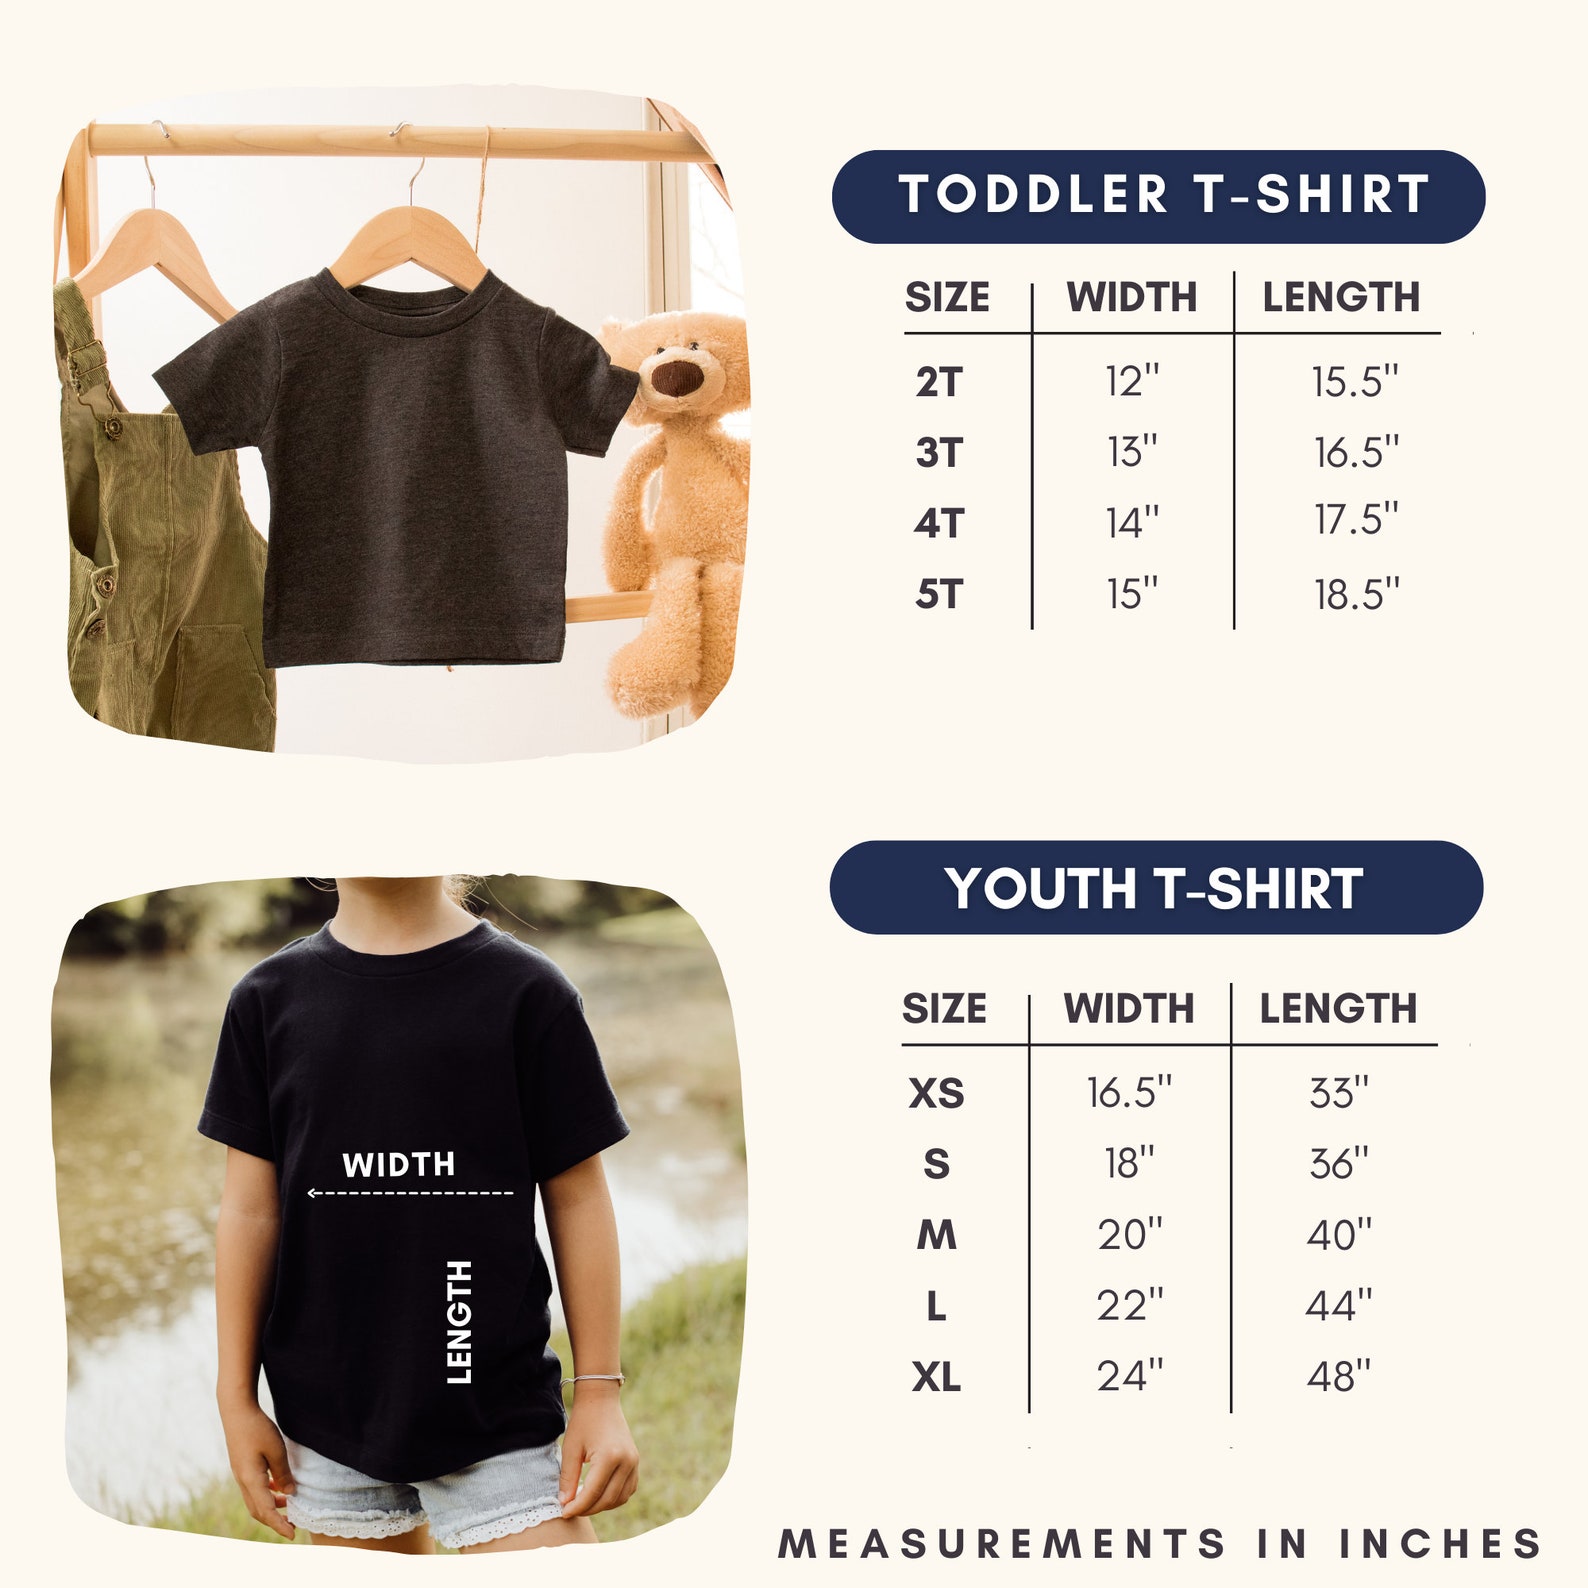 TODDLER T-SHIRT
SIZE WIDTH LENGTH
2T 12" 15.5"
3T 13" 16.5"
4T 14" 17.5"
5T 15" 18.5"
YOUTH T-SHIRT
SIZE WIDTH LENGTH
XS 16.5" 33"
S 18" 36"
M 20" 40"
L 22" 44"
XL 24" 48"
WIDTH
LENGTH
MEASUREMENTS IN INCHES